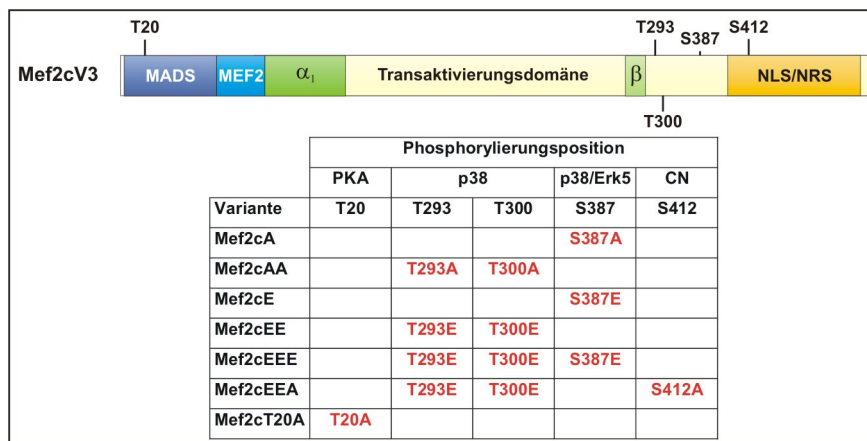 T20 T293 S387 S412
Mef2cV3 MADS MEF2 α1 Transaktivierungsdomäne β NLS/NRS
T300
Phosphorylierungsposition
PKA p38 p38/Erk5 CN
Variante T20 T293 T300 S387 S412
Mef2cA S387A
Mef2cAA T293A T300A
Mef2cE S387E
Mef2cEE T293E T300E
Mef2cEEE T293E T300E S387E
Mef2cEEA T293E T300E S412A
Mef2cT20A T20A